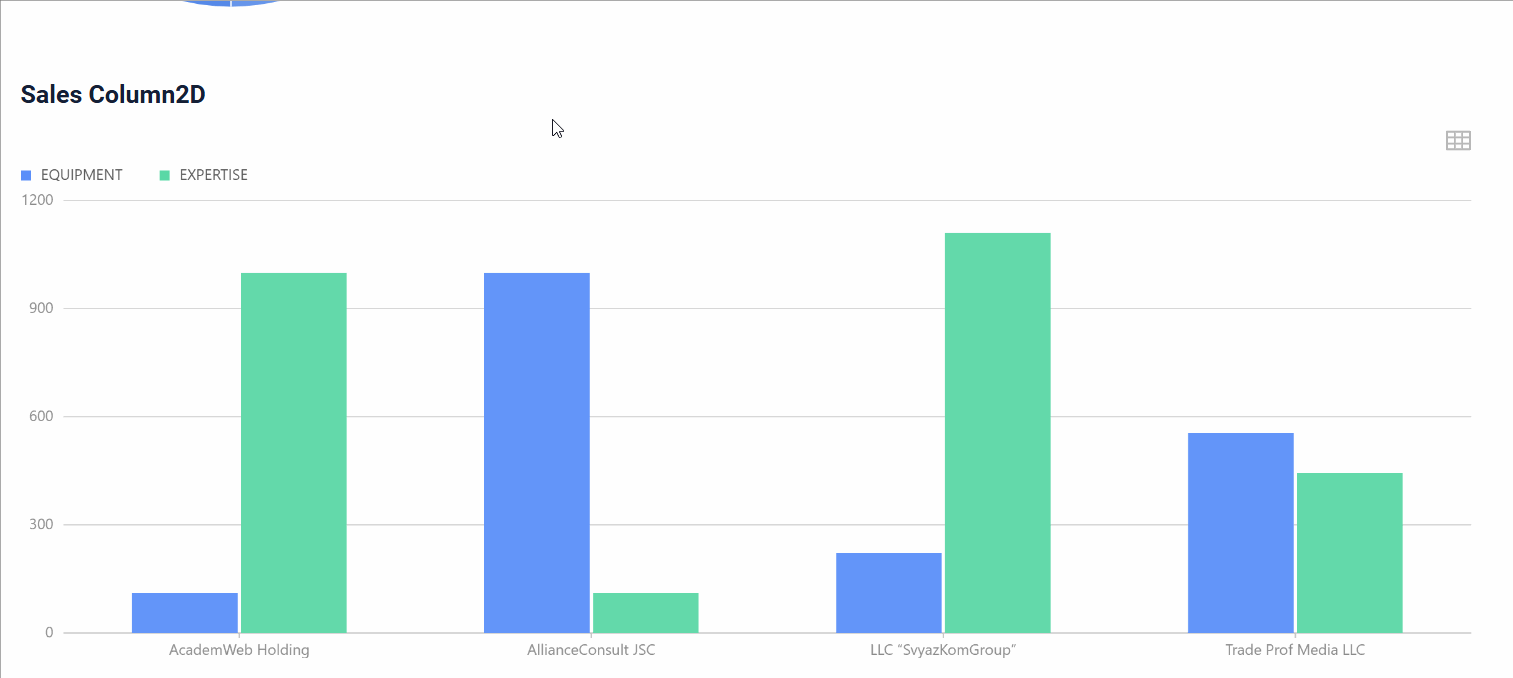 Sales Column2D
EQUIPMENT EXPERTISE
1200
900
600
300
0
AcademWeb Holding AllianceConsult JSC LLC “SvyazKomGroup” Trade Prof Media LLC